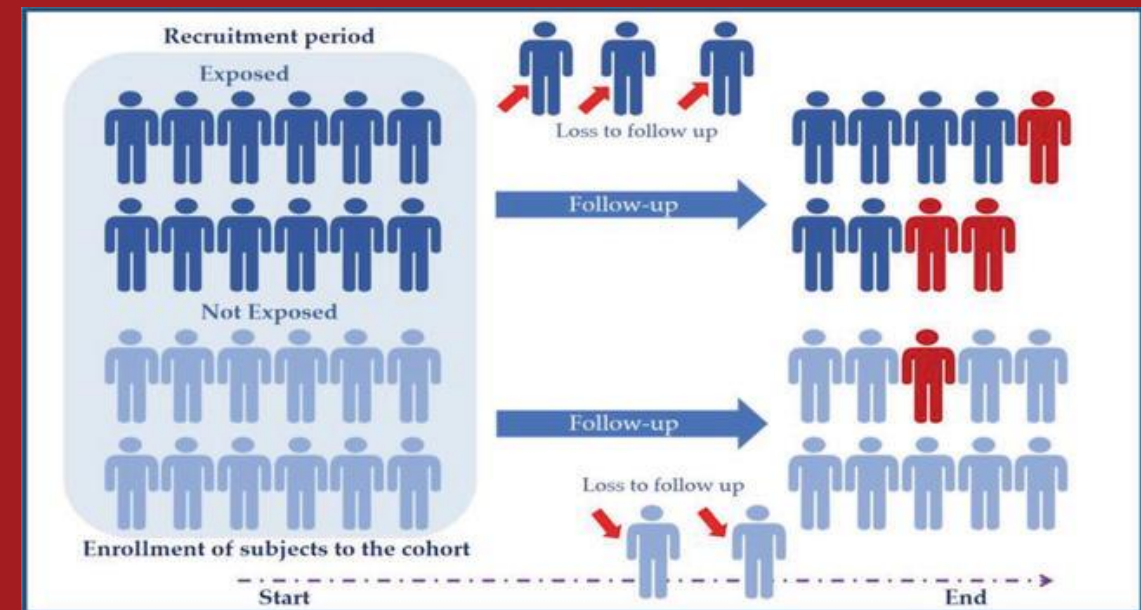 Recruitment period
Exposed
Loss to follow up
Follow-up
Not Exposed
Follow-up
Loss to follow up
Enrollment of subjects to the cohort
Start
End